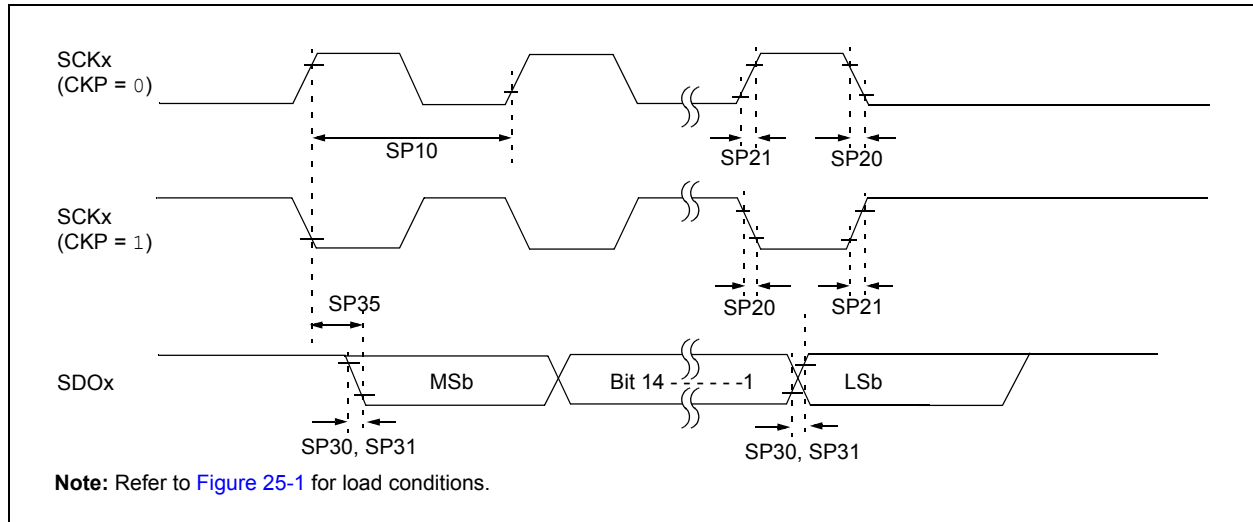 SCKx
(CKP = 0)
SP10
SP21
SP20
SCKx
(CKP = 1)
SP35
SP20
SP21
SDOx
MSb
Bit 14 - - - - - -1
LSb
SP30, SP31
SP30, SP31
Note: Refer to Figure 25-1 for load conditions.